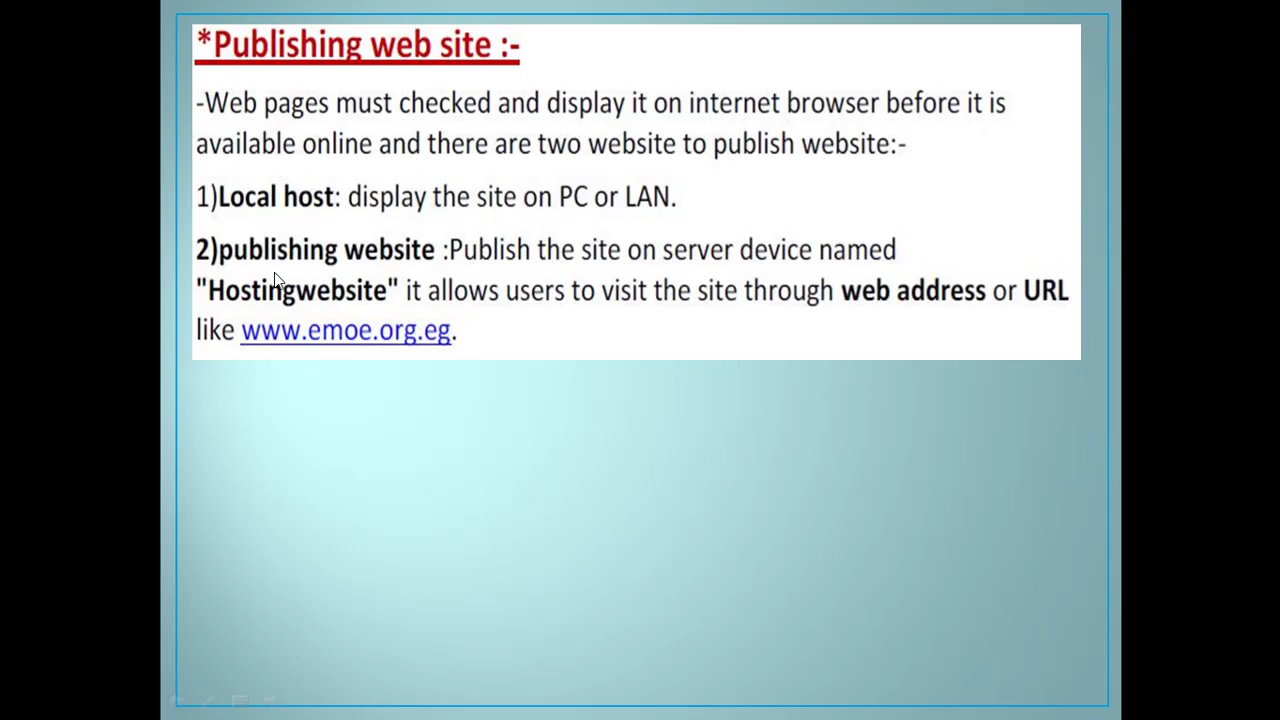 *Publishing web site :-
-Web pages must checked and display it on internet browser before it is
available online and there are two website to publish website:-
1)Local host: display the site on PC or LAN.
2)publishing website :Publish the site on server device named
"Hostingwebsite" it allows users to visit the site through web address or URL
like www.emoe.org.eg.